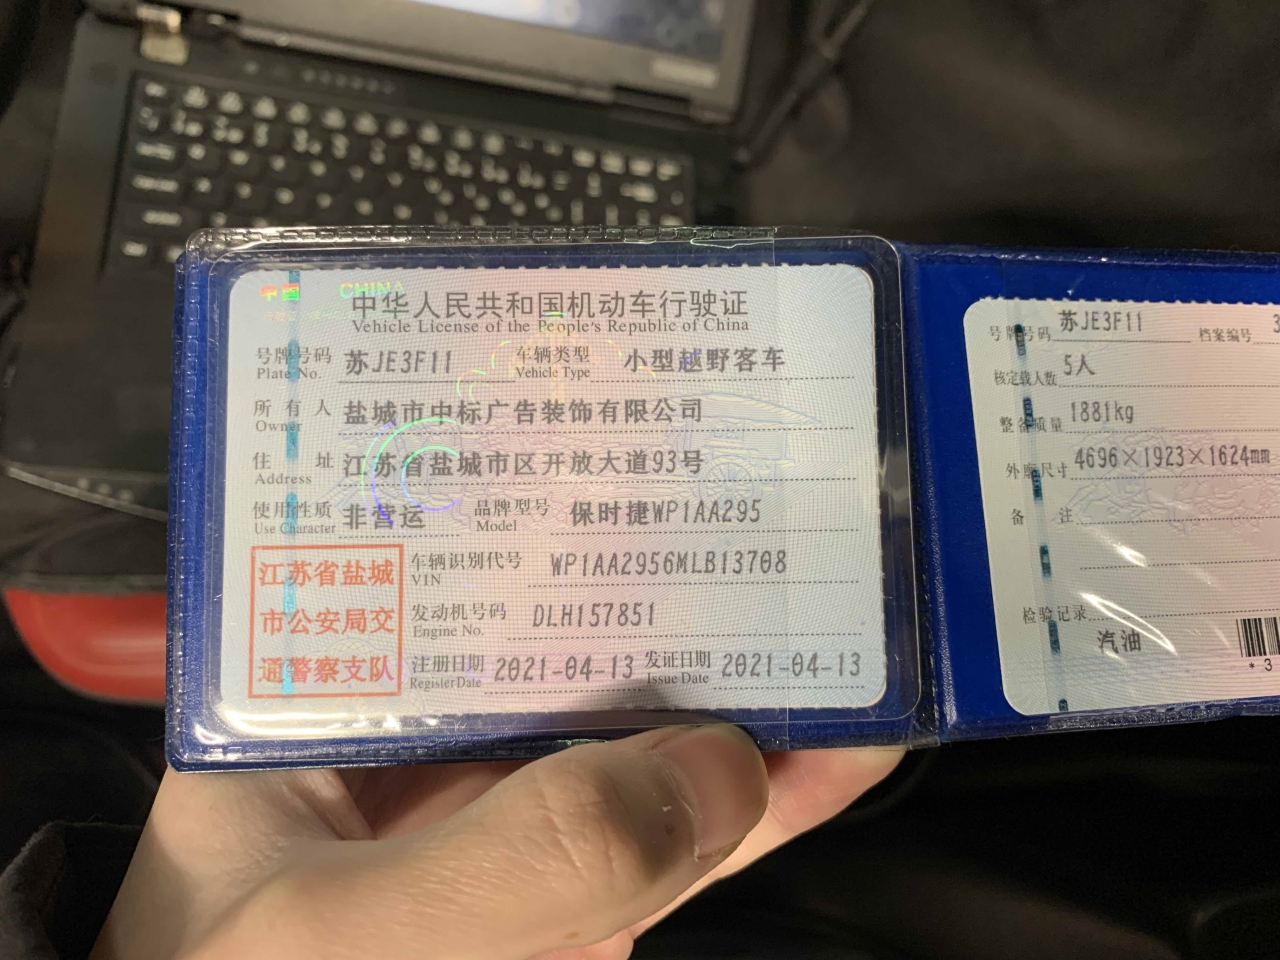 中国 CHINA
中华人民共和国机动车行驶证
Vehicle License of the People's Republic of China
号牌号码 苏JE3F11 车辆类型 小型越野客车
Plate No. Vehicle Type
所有人 盐城市中标广告装饰有限公司
Owner
住址 江苏省盐城市区开放大道93号
Address
使用性质 非营运 品牌型号 保时捷WP1AA295
Use Character Model
江苏省盐城
市公安局交
通警察支队
车辆识别代号 WP1AA2956MLB13708
VIN
发动机号码 DLH157851
Engine No.
注册日期 2021-04-13 发证日期 2021-04-13
Register Date Issue Date
号牌号码 苏JE3F11 档案编号 3
核定载人数 5人
整备质量 1881kg
外廓尺寸 4696×1923×1624mm
备注
检验记录
汽油
*3